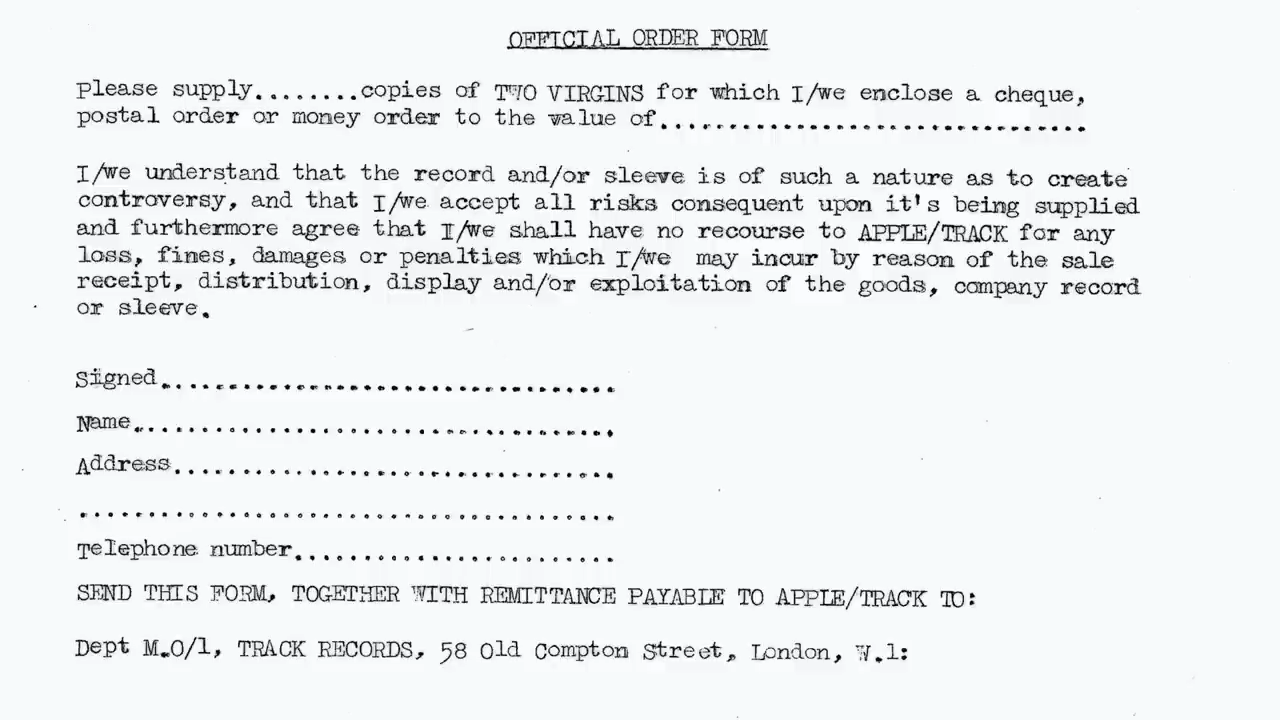 OFFICIAL ORDER FORM
Please supply........copies of TWO VIRGINS for which I/we enclose a cheque,
postal order or money order to the value of................................
I/we understand that the record and/or sleeve is of such a nature as to create
controversy, and that I/we accept all risks consequent upon it's being supplied
and furthermore agree that I/we shall have no recourse to APPLE/TRACK for any
loss, fines, damages or penalties which I/we may incur by reason of the sale
receipt, distribution, display and/or exploitation of the goods, company record
or sleeve.
Signed..................................
Name....................................
Address.................................
........................................
Telephone number........................
SEND THIS FORM, TOGETHER WITH REMITTANCE PAYABLE TO APPLE/TRACK TO:
Dept M.O/1, TRACK RECORDS, 58 Old Compton Street, London, W.1: